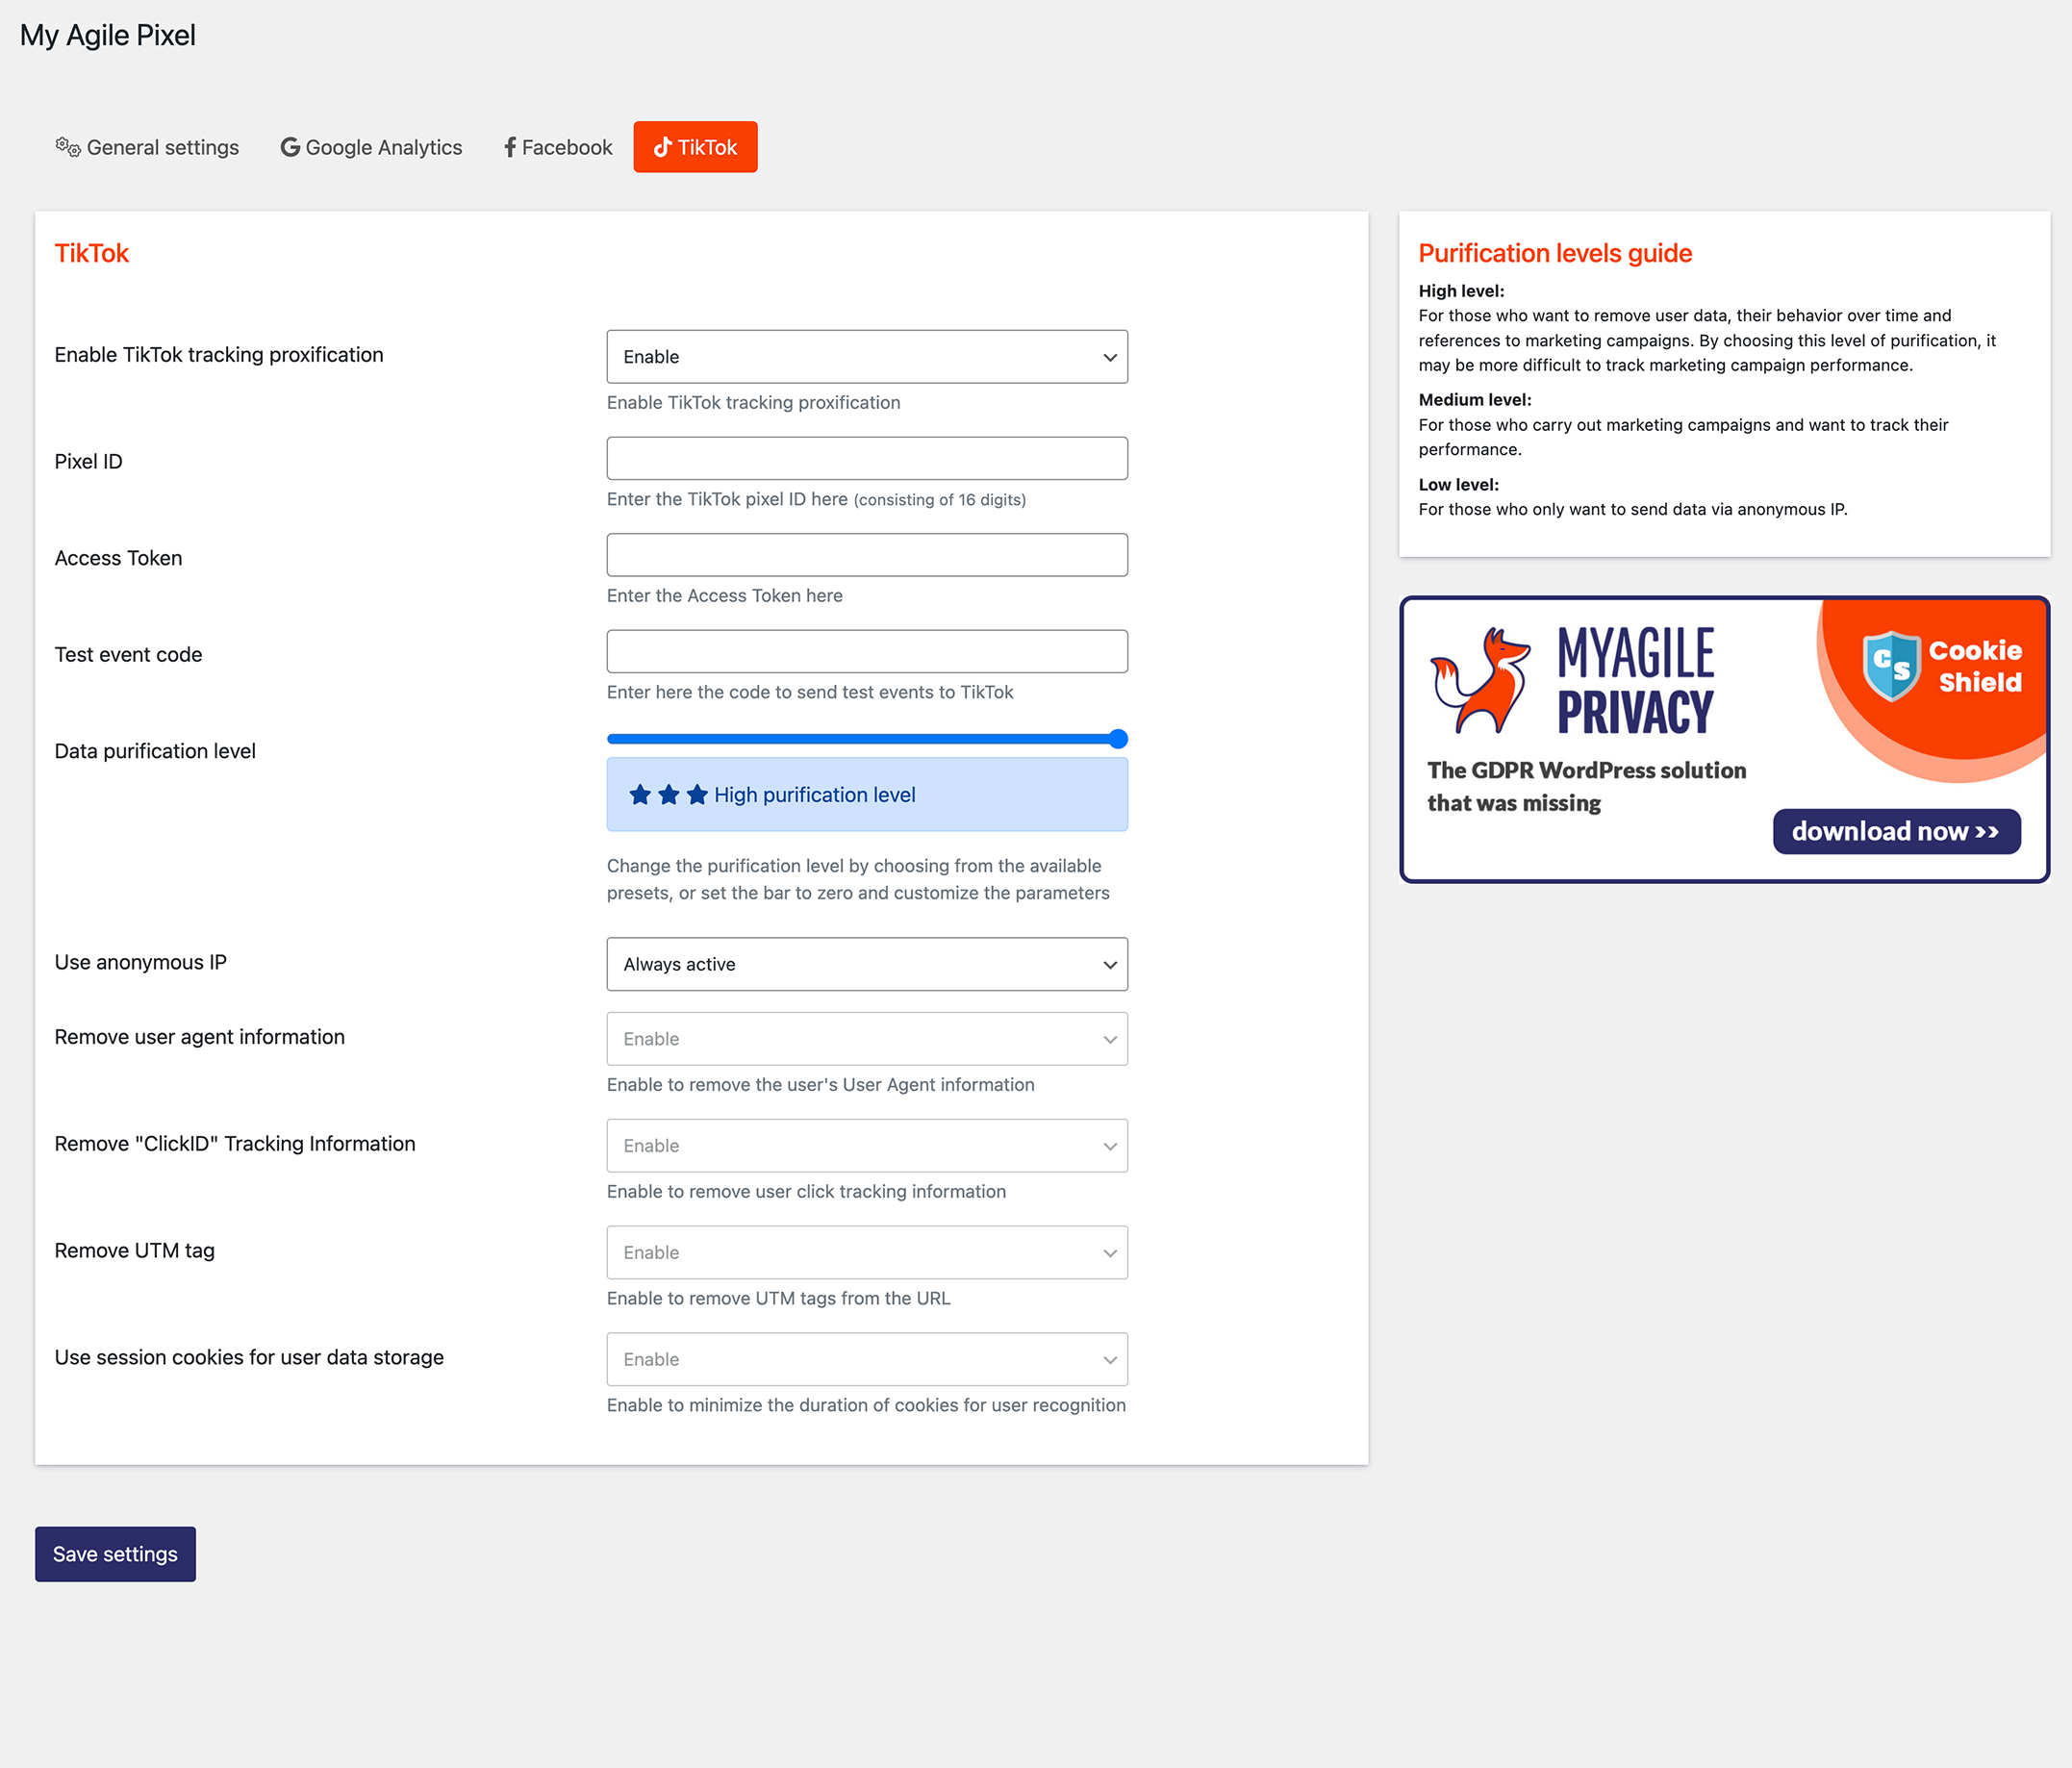 My Agile Pixel
General settings
Google Analytics
Facebook
TikTok
TikTok
Enable TikTok tracking proxification
Enable
Enable TikTok tracking proxification
Pixel ID
Enter the TikTok pixel ID here (consisting of 16 digits)
Access Token
Enter the Access Token here
Test event code
Enter here the code to send test events to TikTok
Data purification level
High purification level
Change the purification level by choosing from the available
presets, or set the bar to zero and customize the parameters
Use anonymous IP
Always active
Remove user agent information
Enable
Enable to remove the user's User Agent information
Remove "ClickID" Tracking Information
Enable
Enable to remove user click tracking information
Remove UTM tag
Enable
Enable to remove UTM tags from the URL
Use session cookies for user data storage
Enable
Enable to minimize the duration of cookies for user recognition
Save settings
Purification levels guide
High level:
For those who want to remove user data, their behavior over time and
references to marketing campaigns. By choosing this level of purification, it
may be more difficult to track marketing campaign performance.
Medium level:
For those who carry out marketing campaigns and want to track their
performance.
Low level:
For those who only want to send data via anonymous IP.
MYAGILE
PRIVACY
CS
Cookie
Shield
The GDPR WordPress solution
that was missing
download now >>